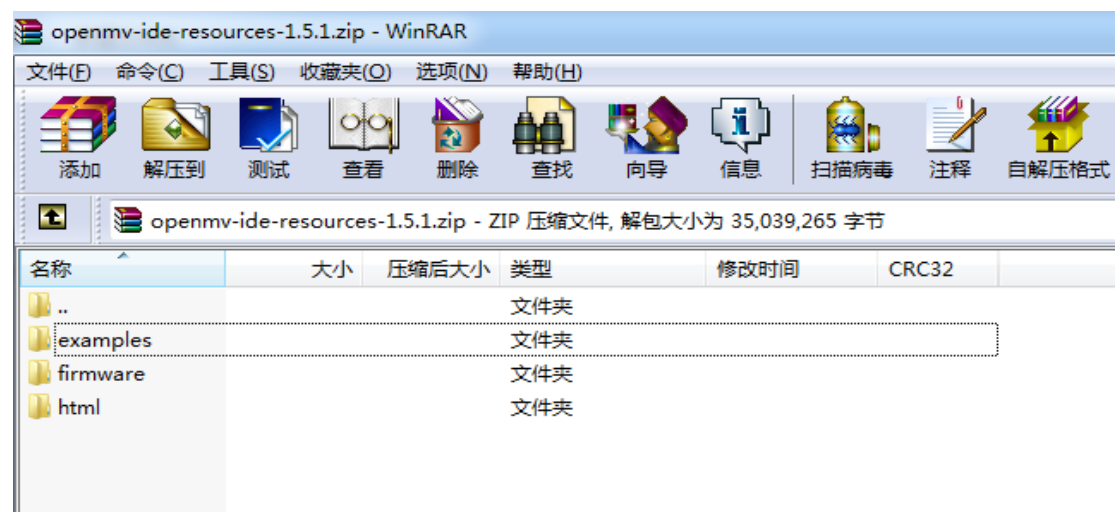 openmv-ide-resources-1.5.1.zip - WinRAR
文件(F) 命令(C) 工具(S) 收藏夹(O) 选项(N) 帮助(H)
添加 解压到 测试 查看 删除 查找 向导 信息 扫描病毒 注释 自解压格式
openmv-ide-resources-1.5.1.zip - ZIP 压缩文件, 解包大小为 35,039,265 字节
名称 大小 压缩后大小 类型 修改时间 CRC32
.. 文件夹
examples 文件夹
firmware 文件夹
html 文件夹